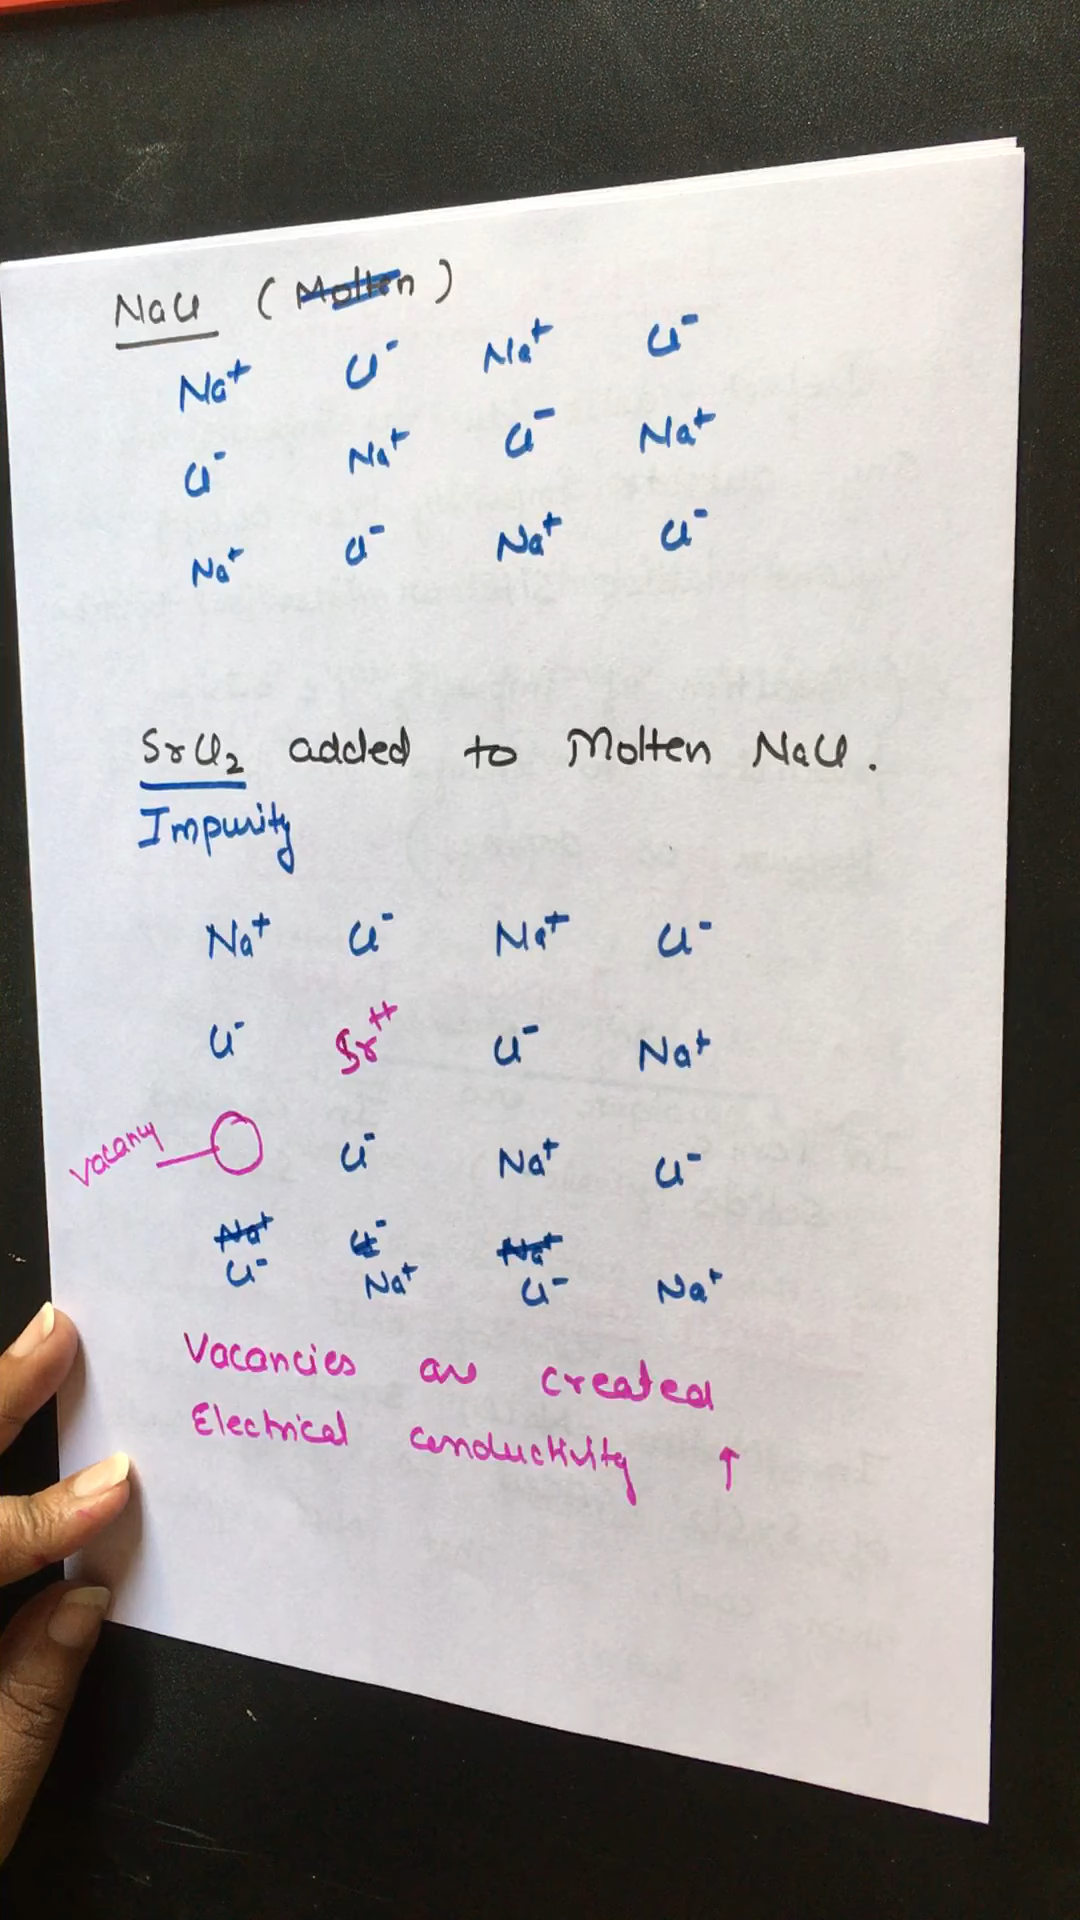 NaCl (Molten)
Na⁺ Cl⁻ Na⁺ Cl⁻
Cl⁻ Na⁺ Cl⁻ Na⁺
Na⁺ Cl⁻ Na⁺ Cl⁻
SrCl₂ added to Molten NaCl.
Impurity
Na⁺ Cl⁻ Na⁺ Cl⁻
Cl⁻ Sr⁺⁺ Cl⁻ Na⁺
Vacany Cl⁻ Na⁺ Cl⁻
Na⁺ Cl⁻ Na⁺
Cl⁻ Na⁺ Cl⁻ Na⁺
Vacancies are created
Electrical conductivity ↑